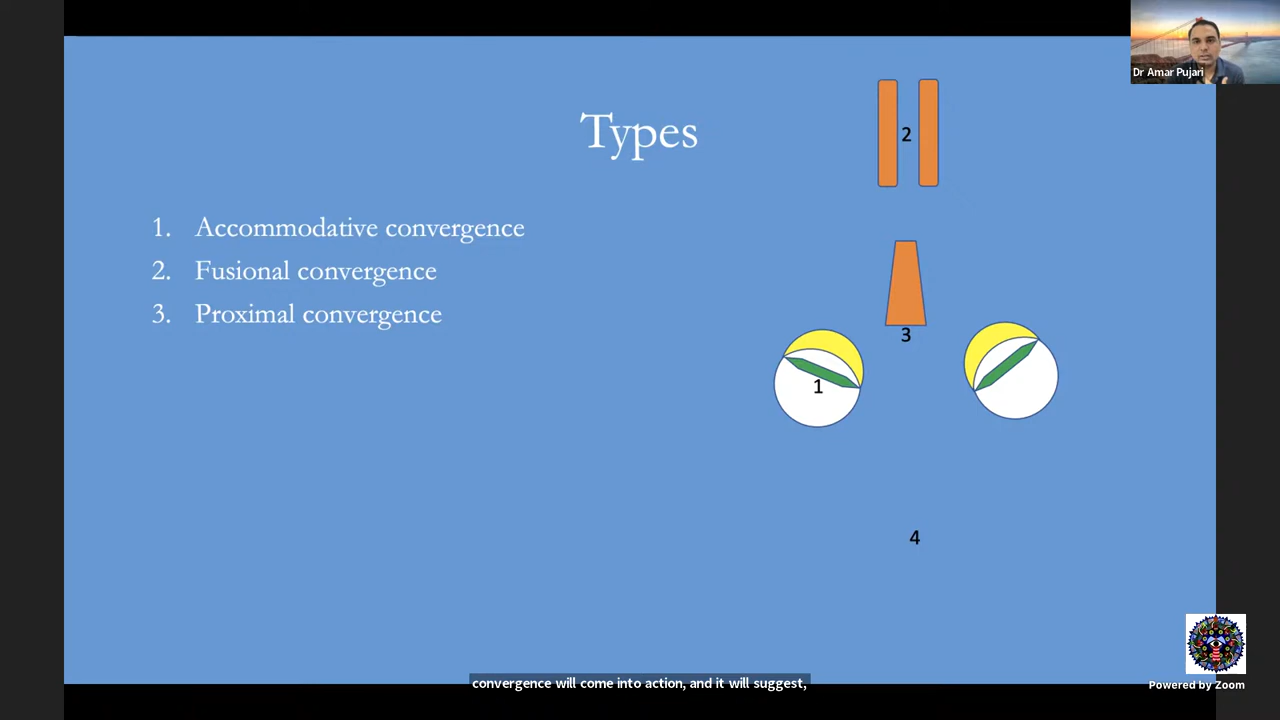 Dr Amar Pujari
Types
2
1. Accommodative convergence
2. Fusional convergence
3. Proximal convergence
3
1
4
convergence will come into action, and it will suggest,
Powered by Zoom